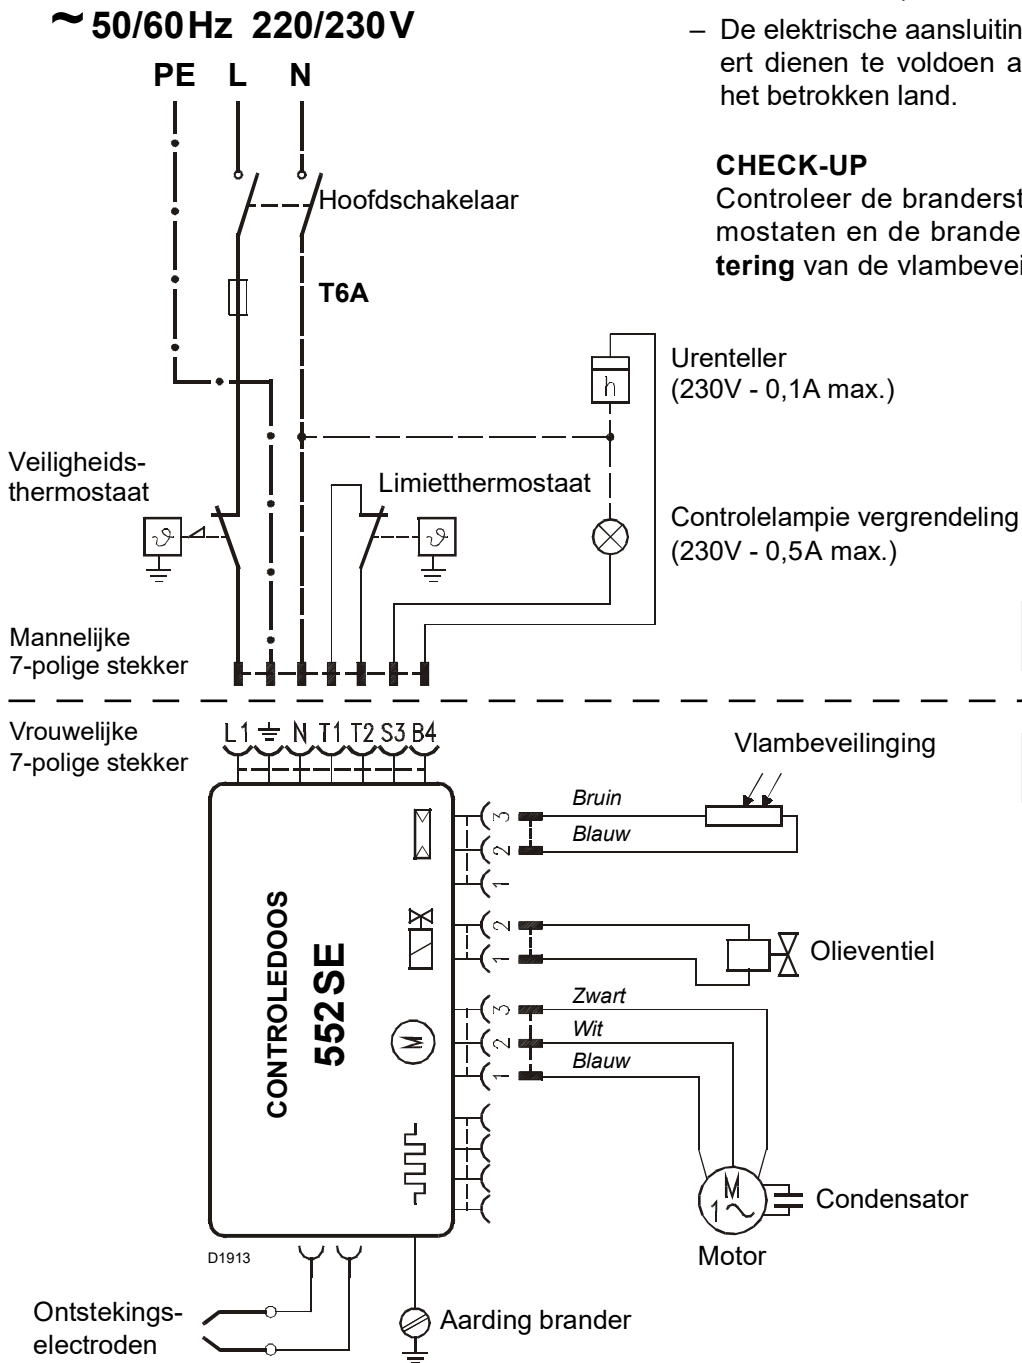 ~ 50/60 Hz 220/230 V
PE L N
Hoofdschakelaar
T6A
– De elektrische aansluitin
ert dienen te voldoen a
het betrokken land.
CHECK-UP
Controleer de branderst
mostaten en de brande
tering van de vlambevei
Urenteller
(230V - 0,1A max.)
h
Veiligheids-
thermostaat
Limietthermostaat
Controlelampie vergrendeling
(230V - 0,5A max.)
Mannelijke
7-polige stekker
Vrouwelijke
7-polige stekker
L1 N T1 T2 S3 B4
Vlambeveilinging
Bruin
Blauw
3
2
1
CONTROLEDOOS
552 SE
2
1
Olieventiel
Zwart
Wit
Blauw
3
2
1
M
M
1~
Condensator
Motor
D1913
Ontstekings-
electroden
Aarding brander